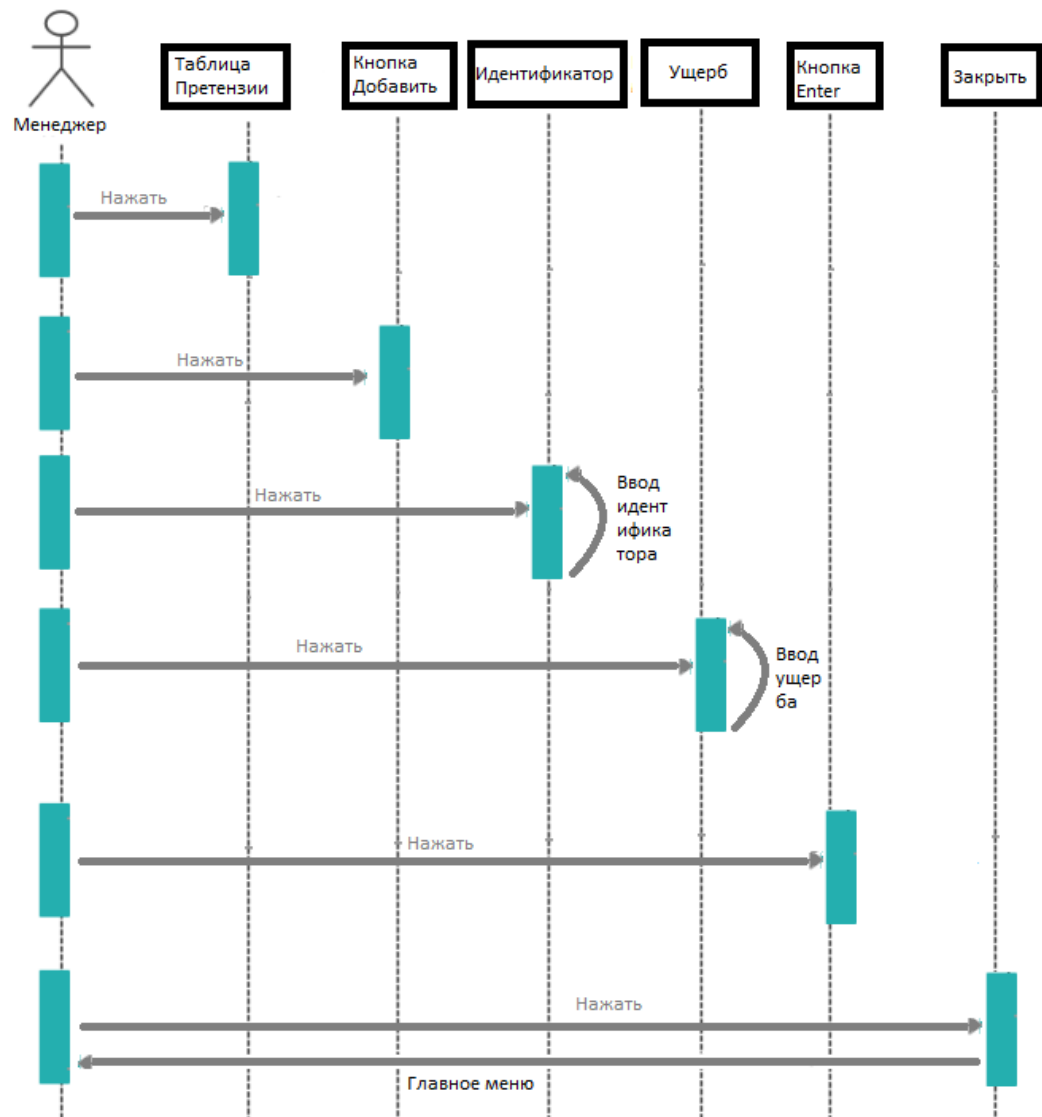 Менеджер
Таблица
Претензии
Кнопка
Добавить
Идентификатор
Ущерб
Кнопка
Enter
Закрыть
Нажать
Нажать
Нажать
Ввод
идент
ифика
тора
Нажать
Ввод
ущер
ба
Нажать
Нажать
Главное меню